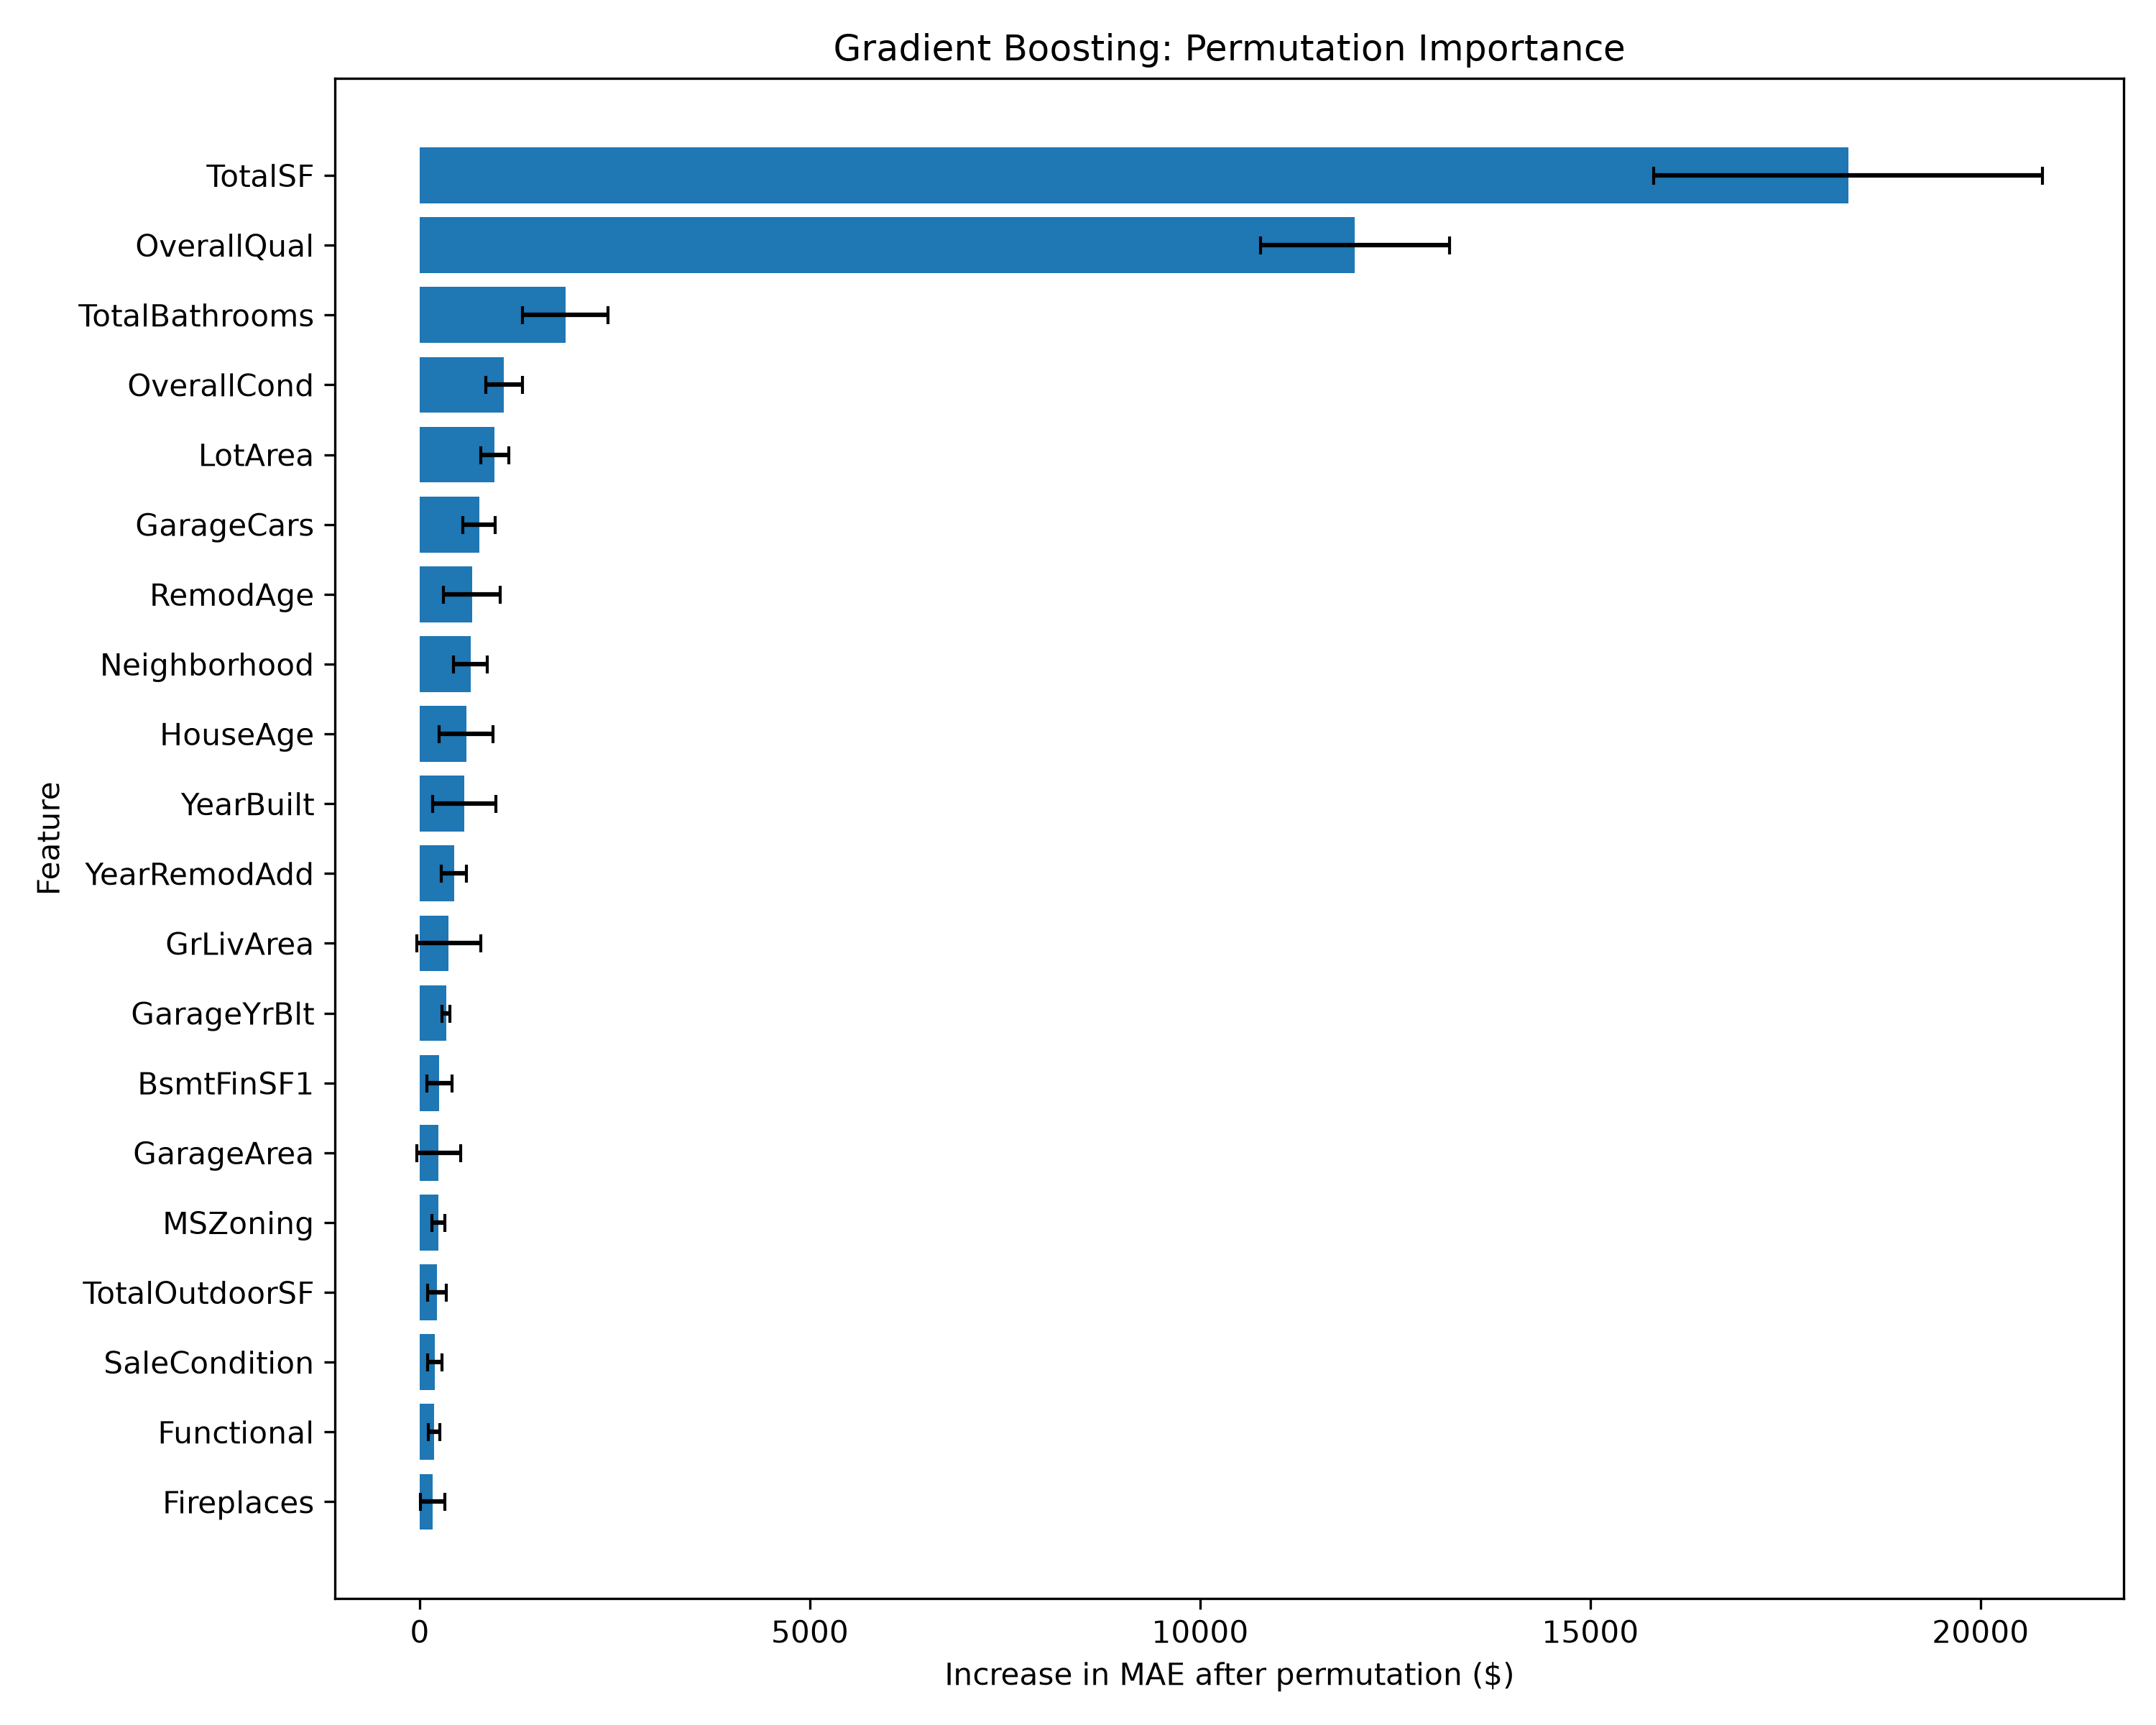 Gradient Boosting: Permutation Importance
TotalSF
OverallQual
TotalBathrooms
OverallCond
LotArea
GarageCars
RemodAge
Neighborhood
HouseAge
YearBuilt
YearRemodAdd
GrLivArea
GarageYrBlt
BsmtFinSF1
GarageArea
MSZoning
TotalOutdoorSF
SaleCondition
Functional
Fireplaces
Feature
0 5000 10000 15000 20000
Increase in MAE after permutation ($)